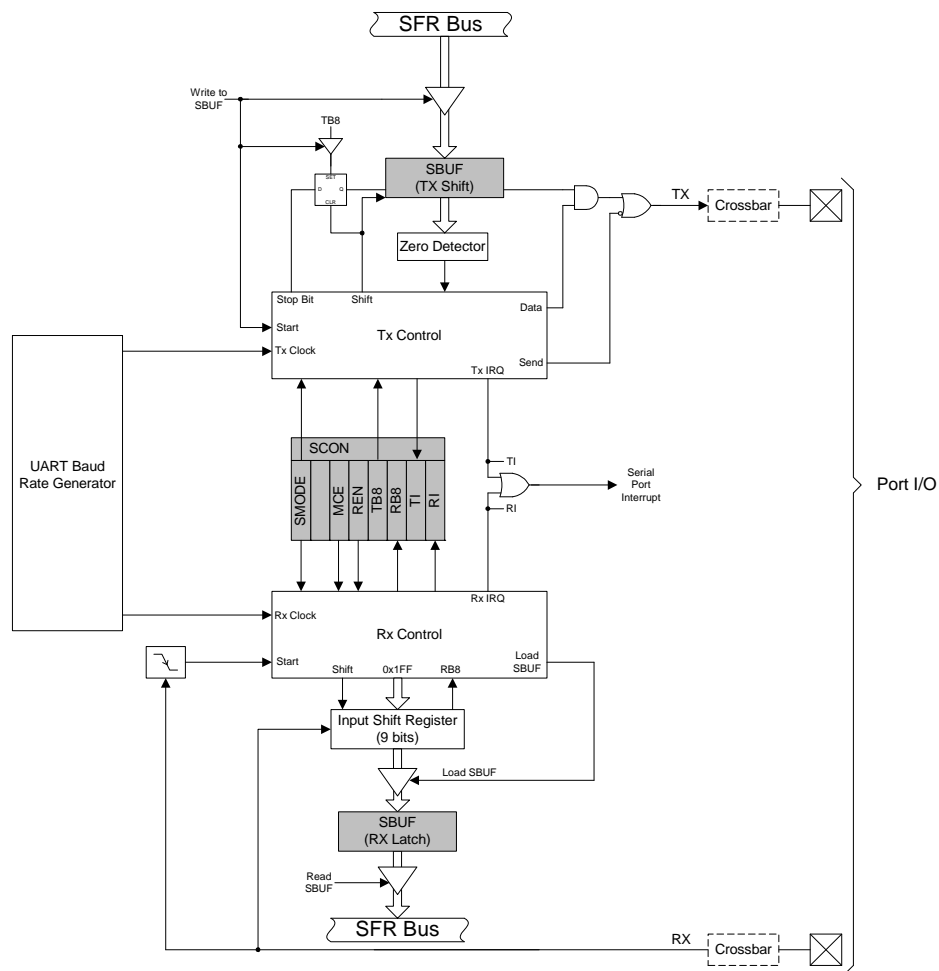 SFR Bus
Write to
SBUF
TB8
SBUF
(TX Shift)
SET
D
Q
CLR
TX
Crossbar
Zero Detector
Stop Bit
Shift
Data
Start
Tx Control
Tx Clock
Send
Tx IRQ
UART Baud
Rate Generator
SCON
SMODE
MCE
REN
TB8
RB8
TI
RI
TI
Serial
Port
Interrupt
RI
Port I/O
Rx IRQ
Rx Clock
Rx Control
Start
Load
SBUF
Shift
0x1FF
RB8
Input Shift Register
(9 bits)
Load SBUF
SBUF
(RX Latch)
Read
SBUF
SFR Bus
RX
Crossbar